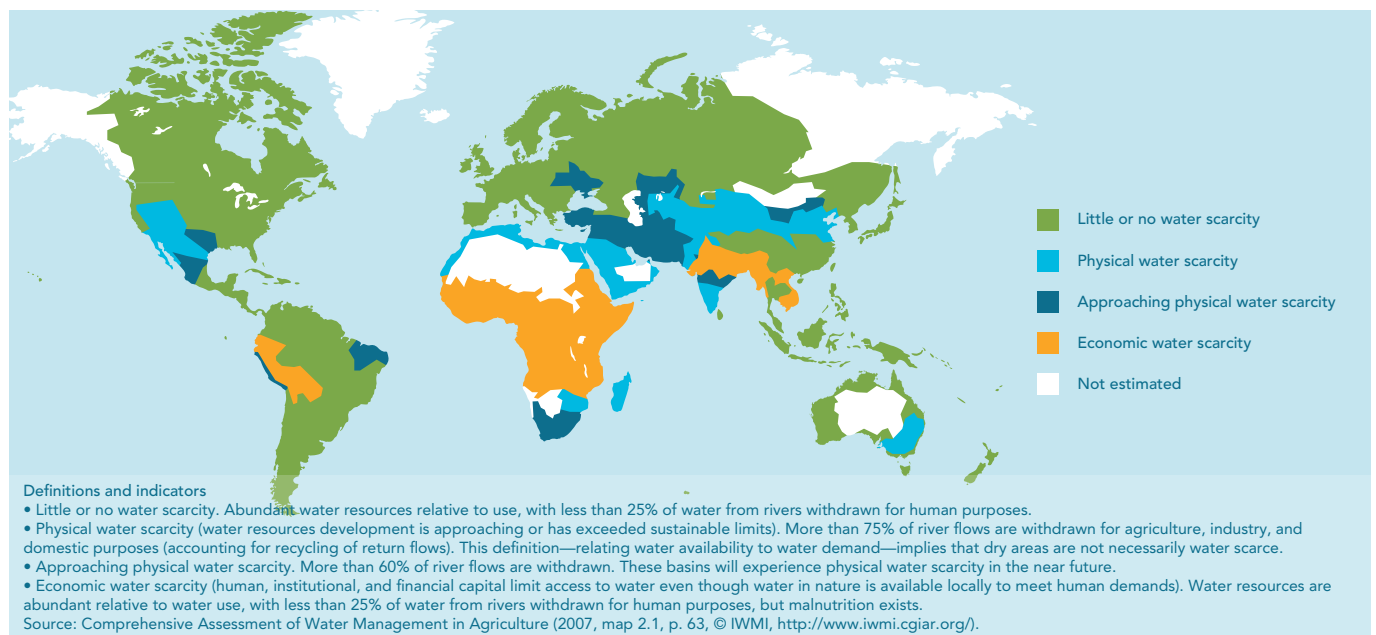 Little or no water scarcity
Physical water scarcity
Approaching physical water scarcity
Economic water scarcity
Not estimated
Definitions and indicators
• Little or no water scarcity. Abundant water resources relative to use, with less than 25% of water from rivers withdrawn for human purposes.
• Physical water scarcity (water resources development is approaching or has exceeded sustainable limits). More than 75% of river flows are withdrawn for agriculture, industry, and
domestic purposes (accounting for recycling of return flows). This definition—relating water availability to water demand—implies that dry areas are not necessarily water scarce.
• Approaching physical water scarcity. More than 60% of river flows are withdrawn. These basins will experience physical water scarcity in the near future.
• Economic water scarcity (human, institutional, and financial capital limit access to water even though water in nature is available locally to meet human demands). Water resources are
abundant relative to water use, with less than 25% of water from rivers withdrawn for human purposes, but malnutrition exists.
Source: Comprehensive Assessment of Water Management in Agriculture (2007, map 2.1, p. 63, © IWMI, http://www.iwmi.cgiar.org/).